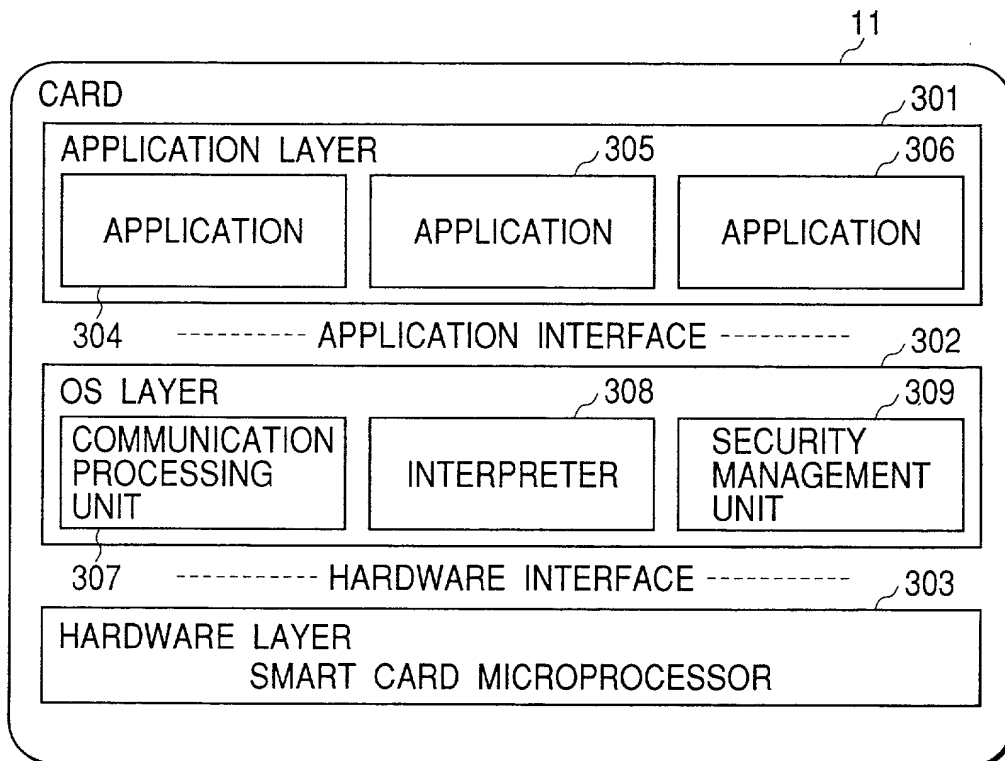 11
CARD
301
APPLICATION LAYER
305
306
APPLICATION
APPLICATION
APPLICATION
304
APPLICATION INTERFACE
302
OS LAYER
308
309
COMMUNICATION
PROCESSING
UNIT
INTERPRETER
SECURITY
MANAGEMENT
UNIT
307
HARDWARE INTERFACE
303
HARDWARE LAYER
SMART CARD MICROPROCESSOR